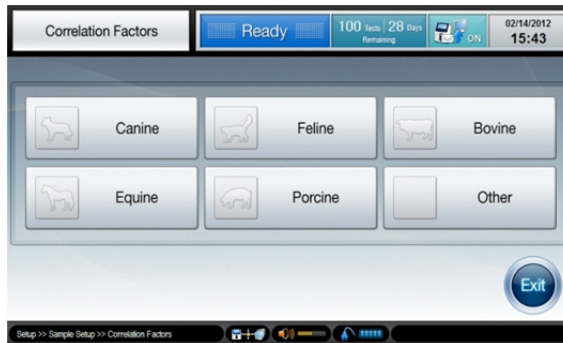 Correlation Factors
Ready
100 Tests 28 Days
Remaining
ON
02/14/2012
15:43
Canine
Feline
Bovine
Equine
Porcine
Other
Exit
Setup >> Sample Setup >> Correlation Factors